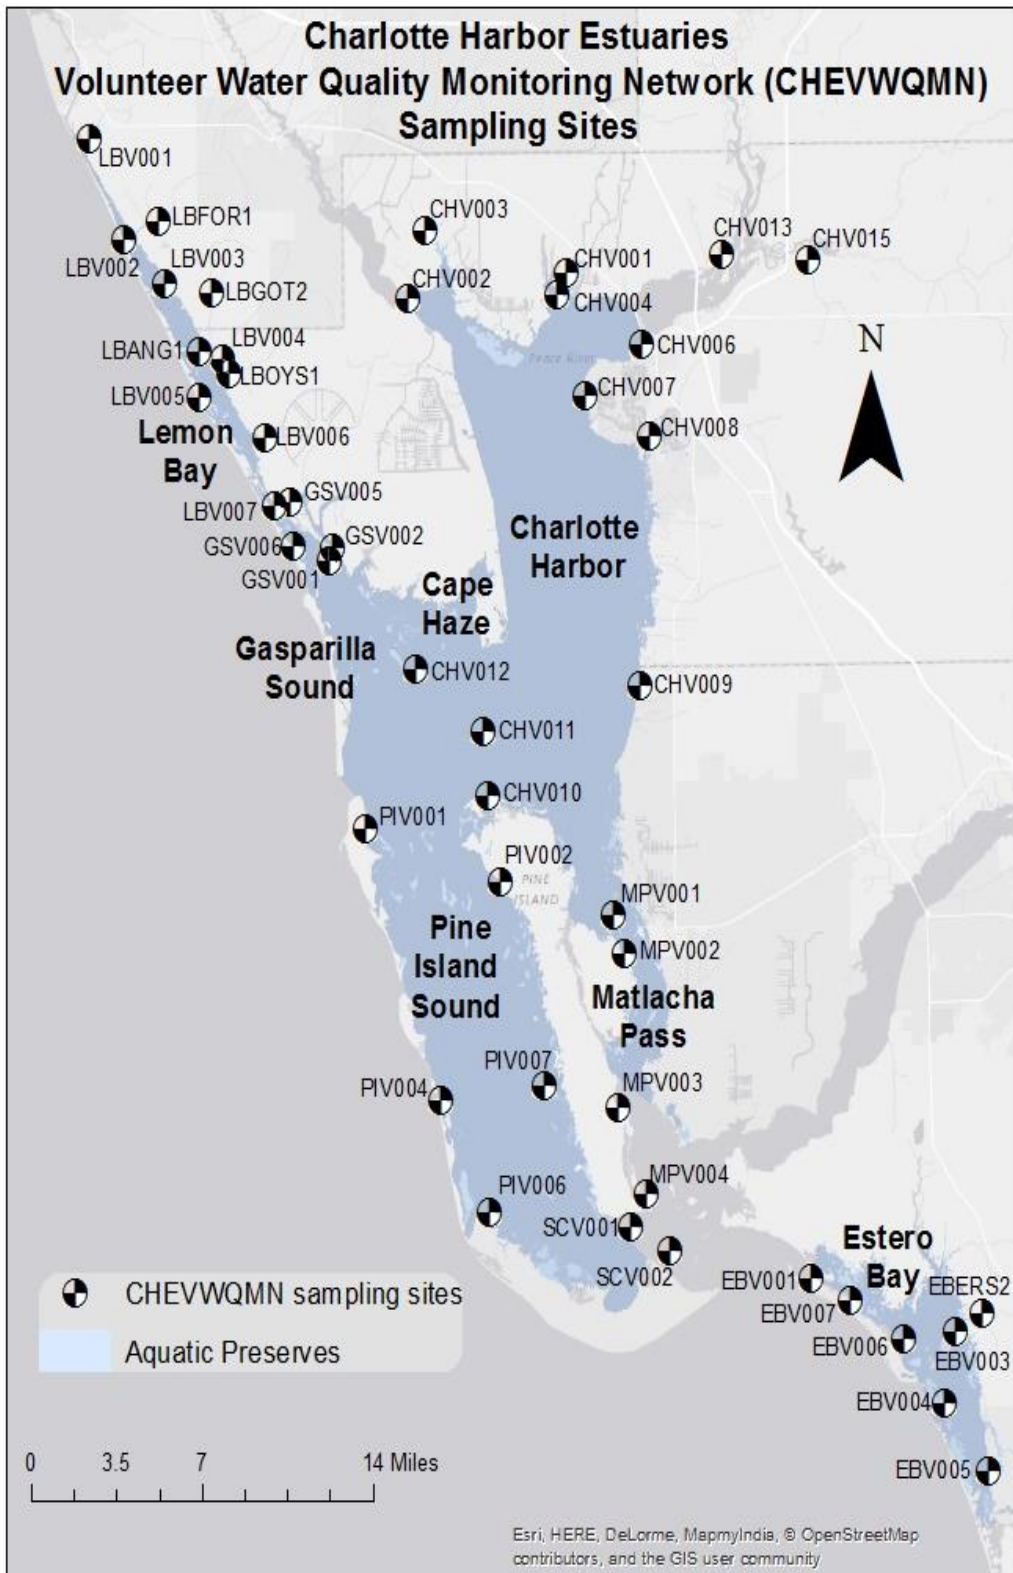 Charlotte Harbor Estuaries
Volunteer Water Quality Monitoring Network (CHEVWQMN)
Sampling Sites
LBV001
LBFOR1
CHV003
LBV002
LBV003
CHV013
CHV015
CHV001
LBGOT2
CHV002
CHV004
LBV004
LBANG1
CHV006
N
Peace River
LBOYS1
LBV005
CHV007
Lemon
Bay
LBV006
CHV008
GSV005
LBV007
Charlotte
Harbor
GSV002
GSV006
GSV001
Cape
Haze
Gasparilla
Sound
CHV012
CHV009
CHV011
CHV010
PIV001
PIV002
PINE
ISLAND
MPV001
Pine
Island
Sound
MPV002
Matlacha
Pass
PIV007
PIV004
MPV003
PIV006
MPV004
SCV001
SCV002
Estero
Bay
EBV001
EBERS2
EBV007
EBV006
EBV003
EBV004
EBV005
CHEVWQMN sampling sites
Aquatic Preserves
0 3.5 7 14 Miles
Esri, HERE, DeLorme, MapmyIndia, © OpenStreetMap
contributors, and the GIS user community